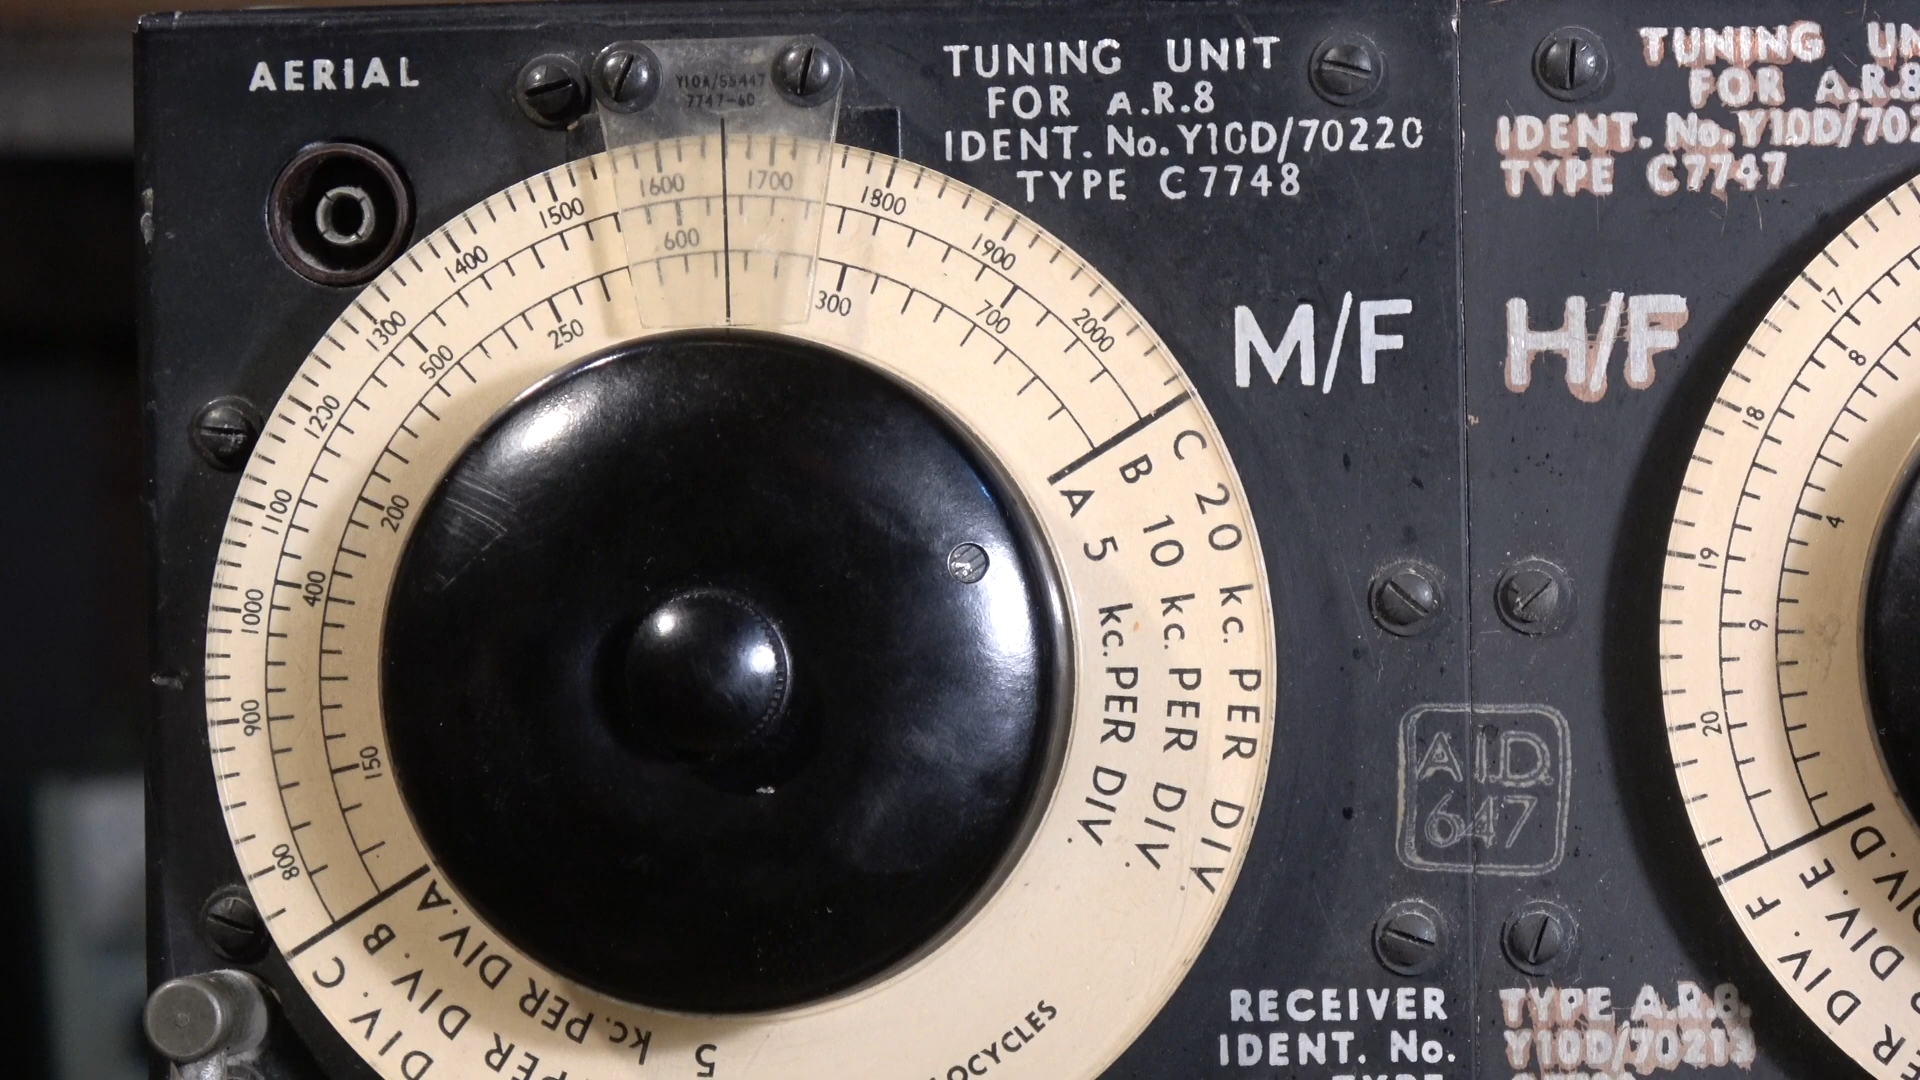 AERIAL
Y10A/55447
7747-60
TUNING UNIT
FOR A.R.8
IDENT. No. Y10D/70220
TYPE C7748
M/F
TUNING UN
FOR A.R.8
IDENT. No. Y10D/702
TYPE C7747
H/F
800
900
1000
1100
1200
1300
1400
1500
1600
1700
1800
1900
2000
400
500
600
700
150
200
250
300
C 20 kc. PER DIV.
B 10 kc. PER DIV.
A 5 kc. PER DIV.
DIV. C
PER DIV. B
5 kc. PER DIV. A
OCYCLES
17
18
19
20
8
9
4
R DIV. F
DIV. E
DIV. D
A.I.D.
647
RECEIVER
IDENT. No.
TYPE
TYPE A.R.8.
Y10D/70213